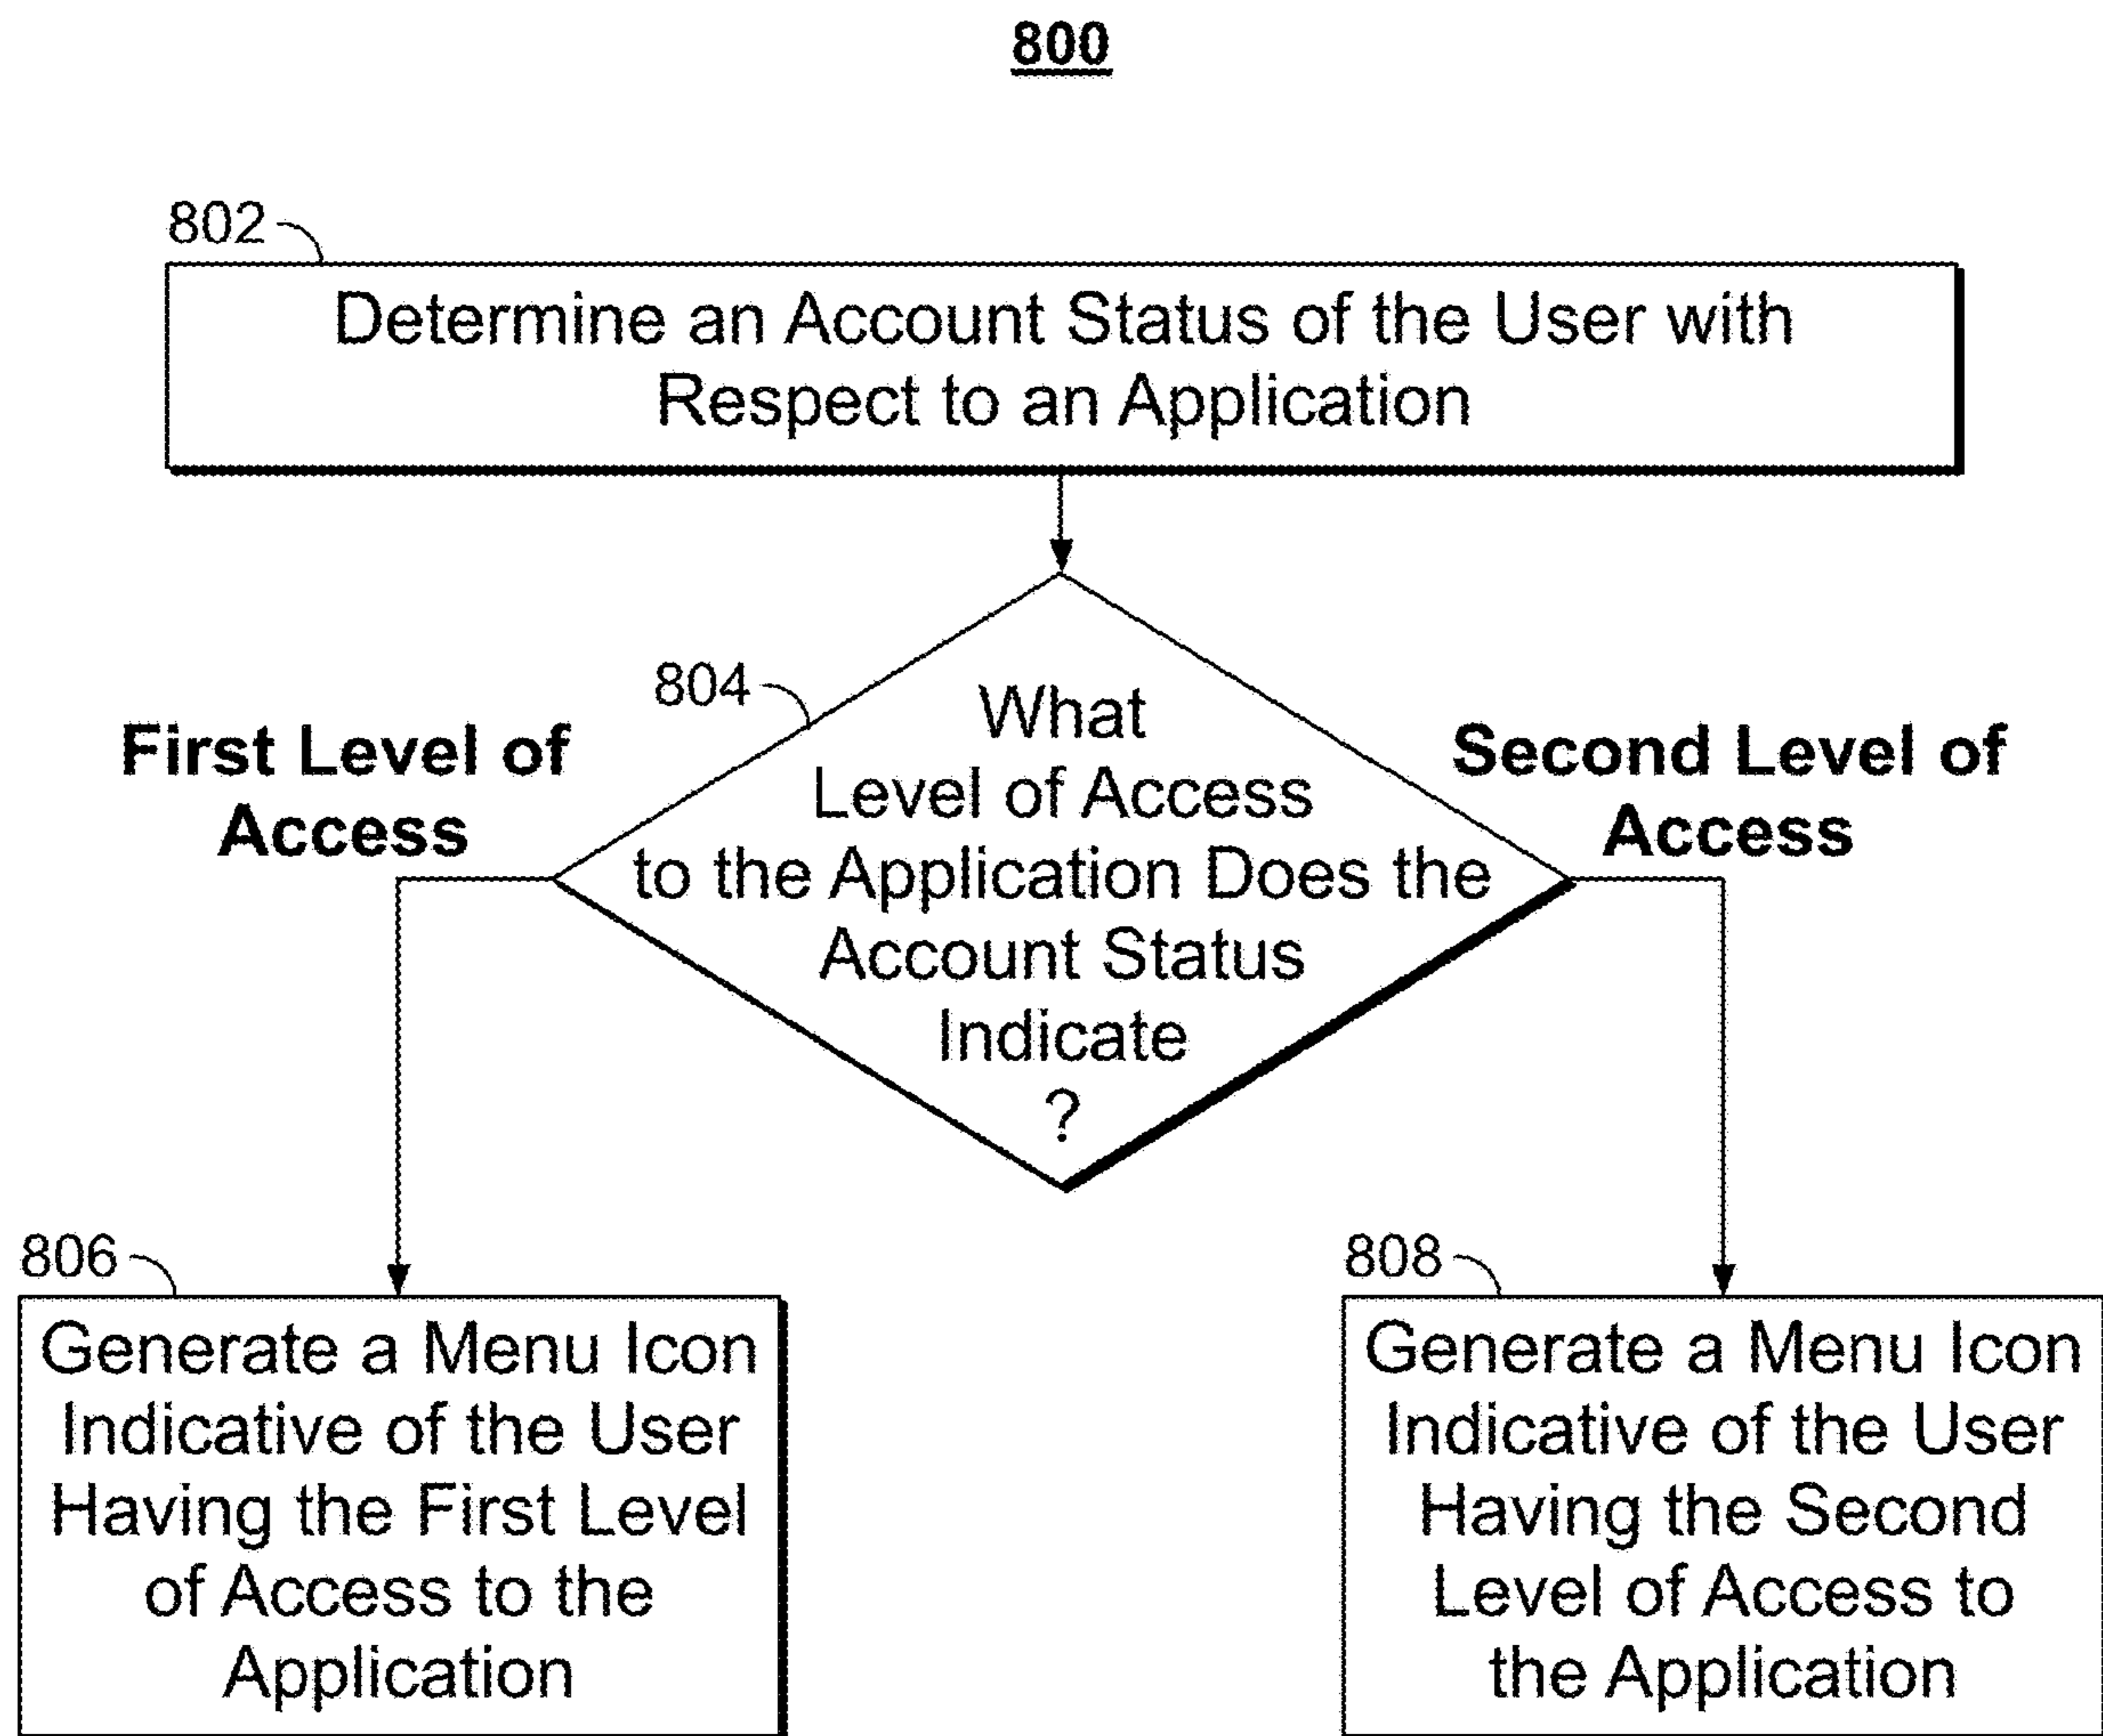 800
802
Determine an Account Status of the User with
Respect to an Application
804
What
Level of Access
to the Application Does the
Account Status
Indicate
?
First Level of
Access
Second Level of
Access
806
Generate a Menu Icon
Indicative of the User
Having the First Level
of Access to the
Application
808
Generate a Menu Icon
Indicative of the User
Having the Second
Level of Access to
the Application